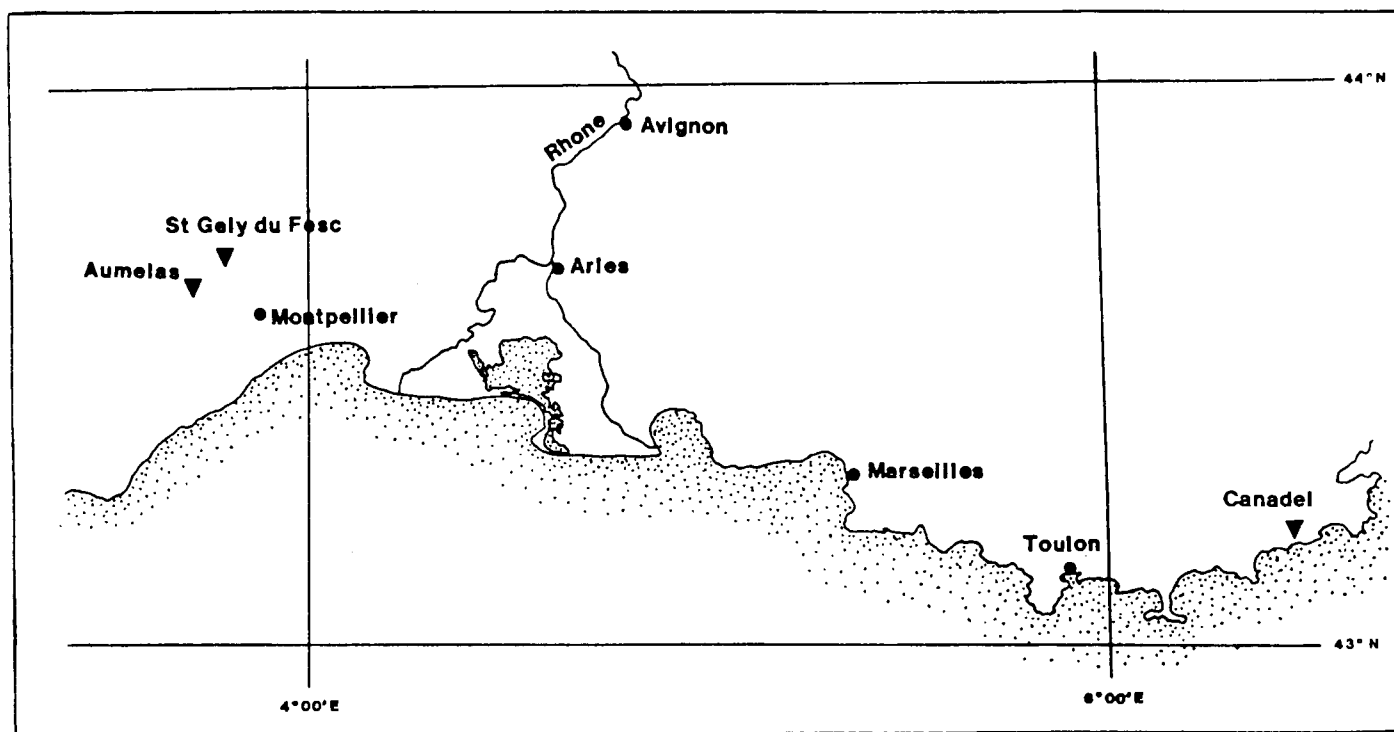 44°N
Rhone
Avignon
St Gely du Fesc
Aumelas
Arles
Montpellier
Marseilles
Canadel
Toulon
43°N
4°00'E
6°00'E